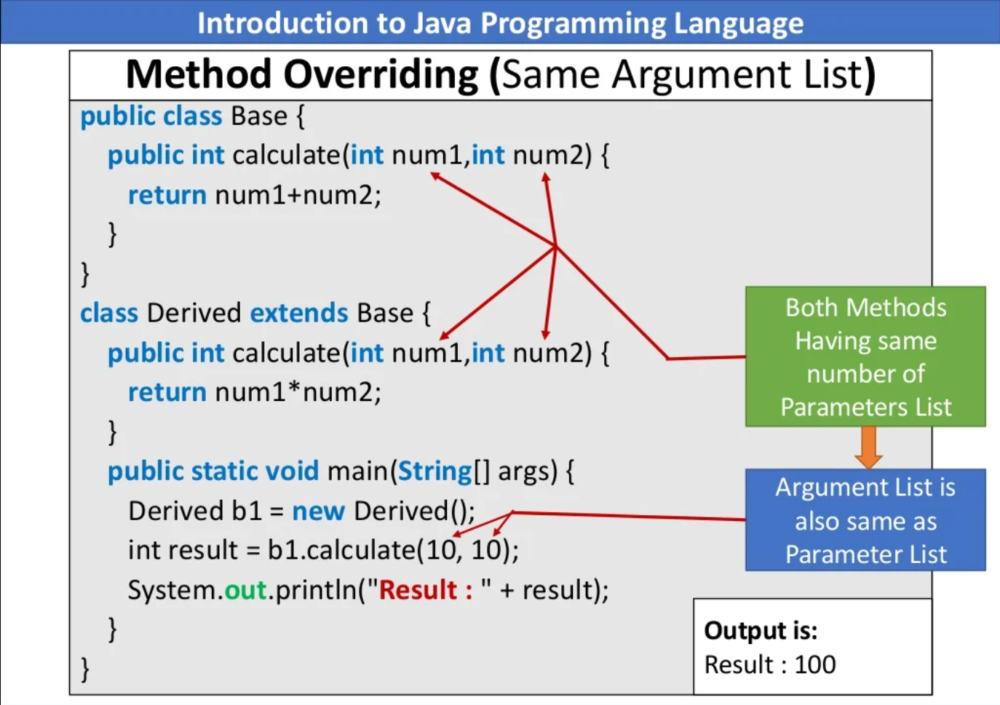 Introduction to Java Programming Language
Method Overriding (Same Argument List)
public class Base {
public int calculate(int num1,int num2) {
return num1+num2;
}
}
class Derived extends Base {
public int calculate(int num1,int num2) {
return num1*num2;
}
public static void main(String[] args) {
Derived b1 = new Derived();
int result = b1.calculate(10, 10);
System.out.println("Result : " + result);
}
}
Both Methods
Having same
number of
Parameters List
Argument List is
also same as
Parameter List
Output is:
Result : 100